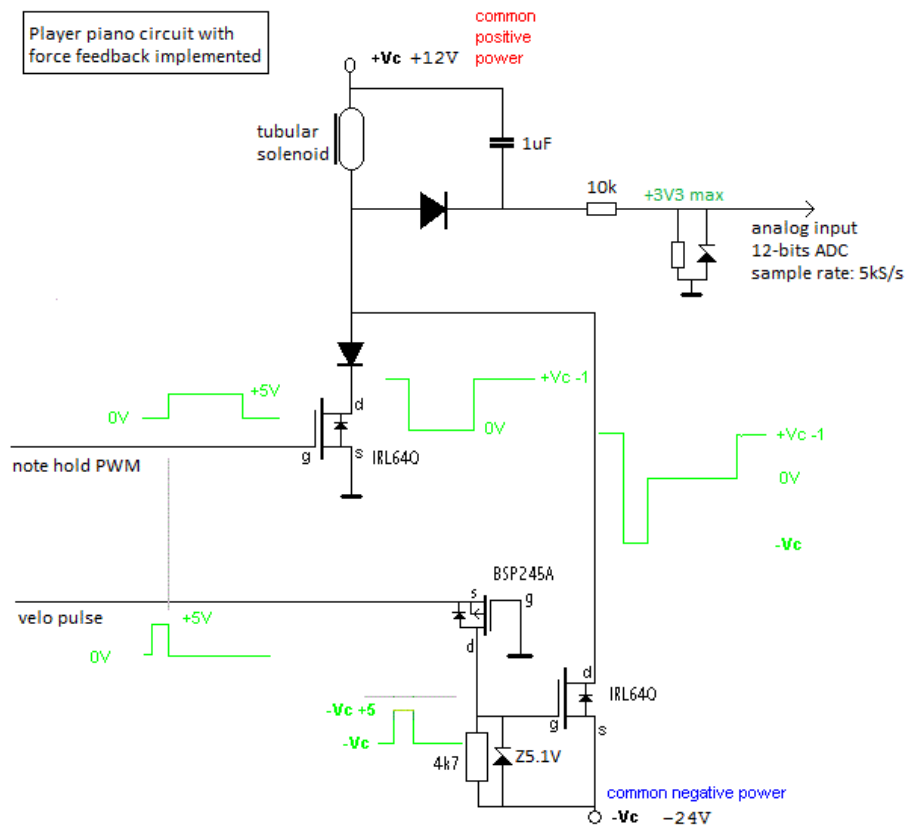 Player piano circuit with
force feedback implemented
common
positive
power
+Vc +12V
tubular
solenoid
1uF
10k
+3V3 max
analog input
12-bits ADC
sample rate: 5kS/s
+5V
0V
+Vc -1
0V
d
g
s
IRL640
note hold PWM
+Vc -1
0V
-Vc
BSP245A
s
g
d
velo pulse
+5V
0V
d
g
s
IRL640
-Vc +5
-Vc
4k7
Z5.1V
common negative power
-Vc -24V